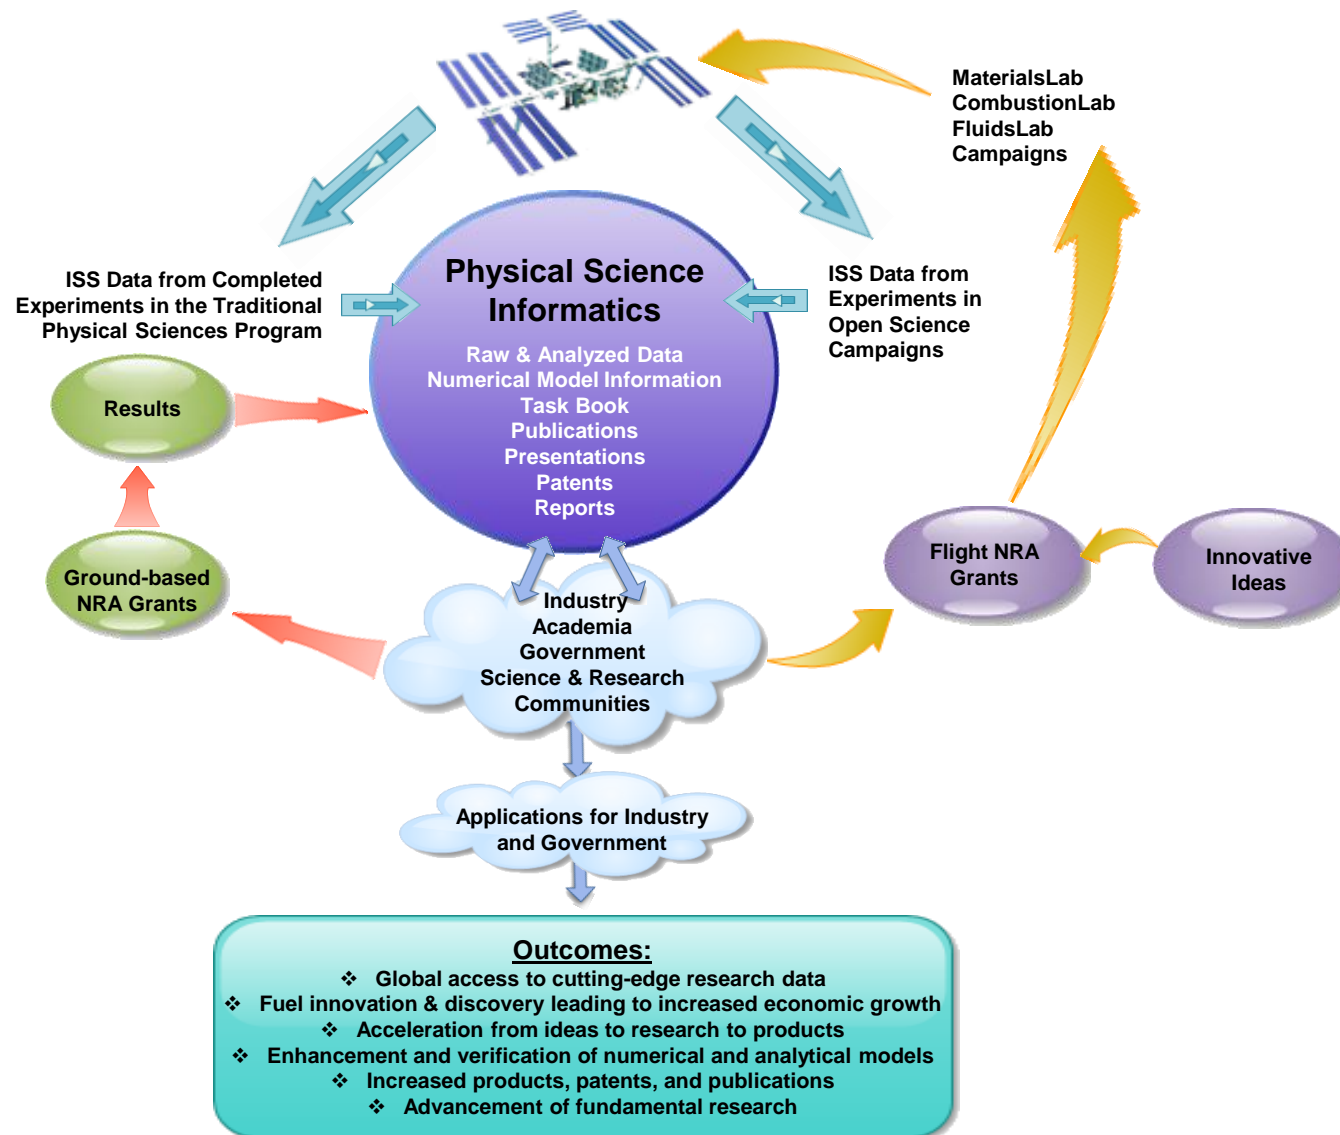 MaterialsLab
CombustionLab
FluidsLab
Campaigns
ISS Data from Completed
Experiments in the Traditional
Physical Sciences Program
Physical Science
Informatics
Raw & Analyzed Data
Numerical Model Information
Task Book
Publications
Presentations
Patents
Reports
ISS Data from
Experiments in
Open Science
Campaigns
Results
Ground-based
NRA Grants
Flight NRA
Grants
Innovative
Ideas
Industry
Academia
Government
Science & Research
Communities
Applications for Industry
and Government
Outcomes:
❖ Global access to cutting-edge research data
❖ Fuel innovation & discovery leading to increased economic growth
❖ Acceleration from ideas to research to products
❖ Enhancement and verification of numerical and analytical models
❖ Increased products, patents, and publications
❖ Advancement of fundamental research